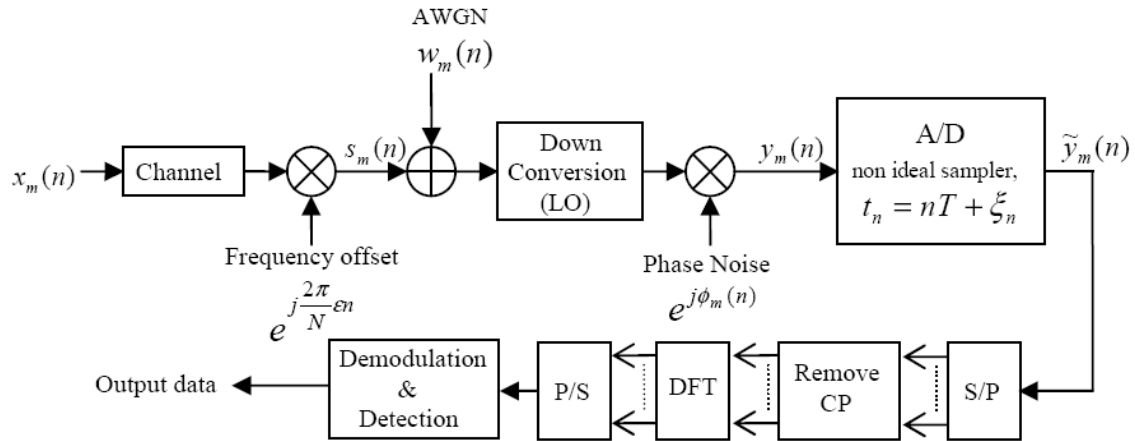 AWGN
w_m(n)
x_m(n)
Channel
s_m(n)
Down
Conversion
(LO)
y_m(n)
A/D
non ideal sampler,
t_n = nT + ξ_n
ỹ_m(n)
Frequency offset
e^{j\frac{2π}{N}εn}
Phase Noise
e^{jϕ_m(n)}
Output data
Demodulation
&
Detection
P/S
DFT
Remove
CP
S/P